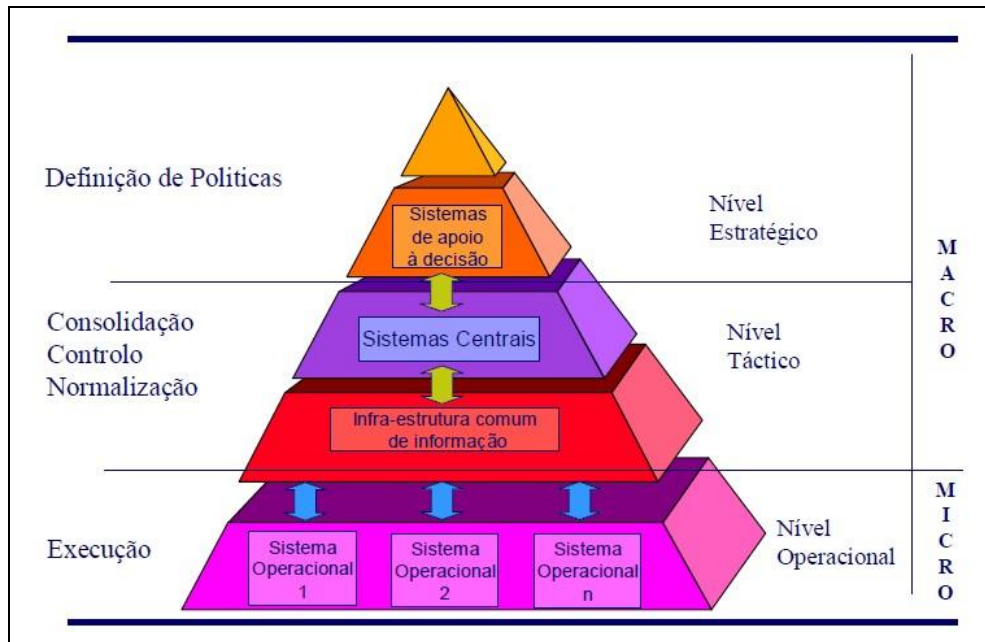 Definição de Politicas
Sistemas
de apoio
à decisão
Nível
Estratégico
M
A
C
R
O
Consolidação
Controlo
Normalização
Sistemas Centrais
Nível
Táctico
Infra-estrutura comum
de informação
Execução
Sistema
Operacional
1
Sistema
Operacional
2
Sistema
Operacional
n
Nível
Operacional
M
I
C
R
O